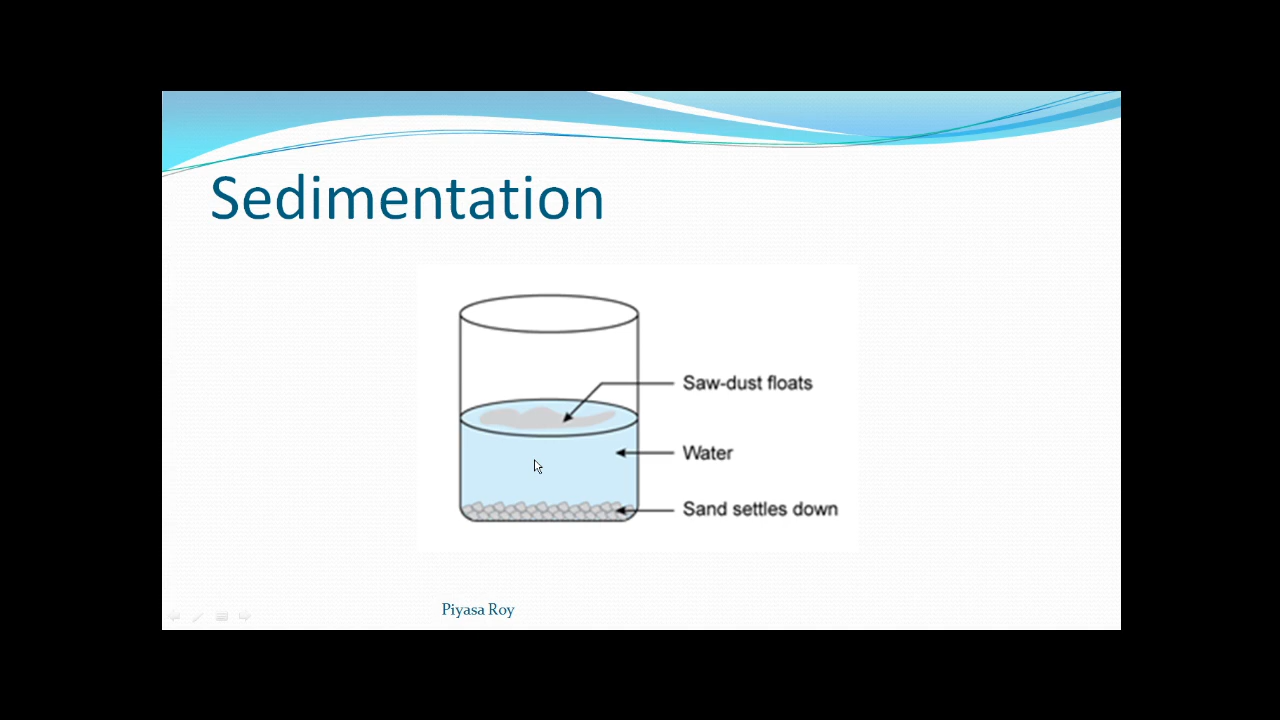 Sedimentation
Saw-dust floats
Water
Sand settles down
Piyasa Roy